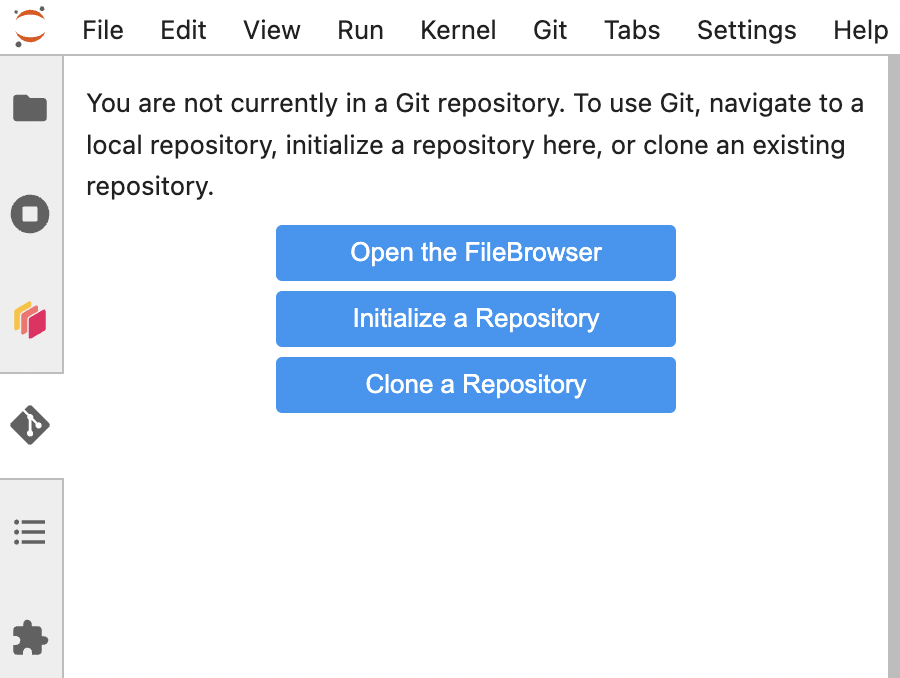 File Edit View Run Kernel Git Tabs Settings Help
You are not currently in a Git repository. To use Git, navigate to a
local repository, initialize a repository here, or clone an existing
repository.
Open the FileBrowser
Initialize a Repository
Clone a Repository